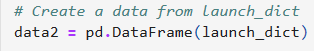 # Create a data from launch_dict
data2 = pd.DataFrame(launch_dict)